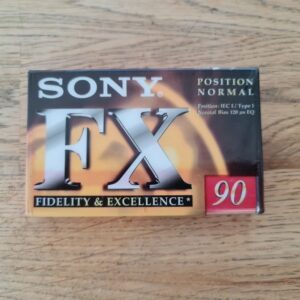 SONY.
POSITION
NORMAL
Position: IEC I / Type I
Normal Bias 120 µs EQ
FX
FIDELITY & EXCELLENCE*
90